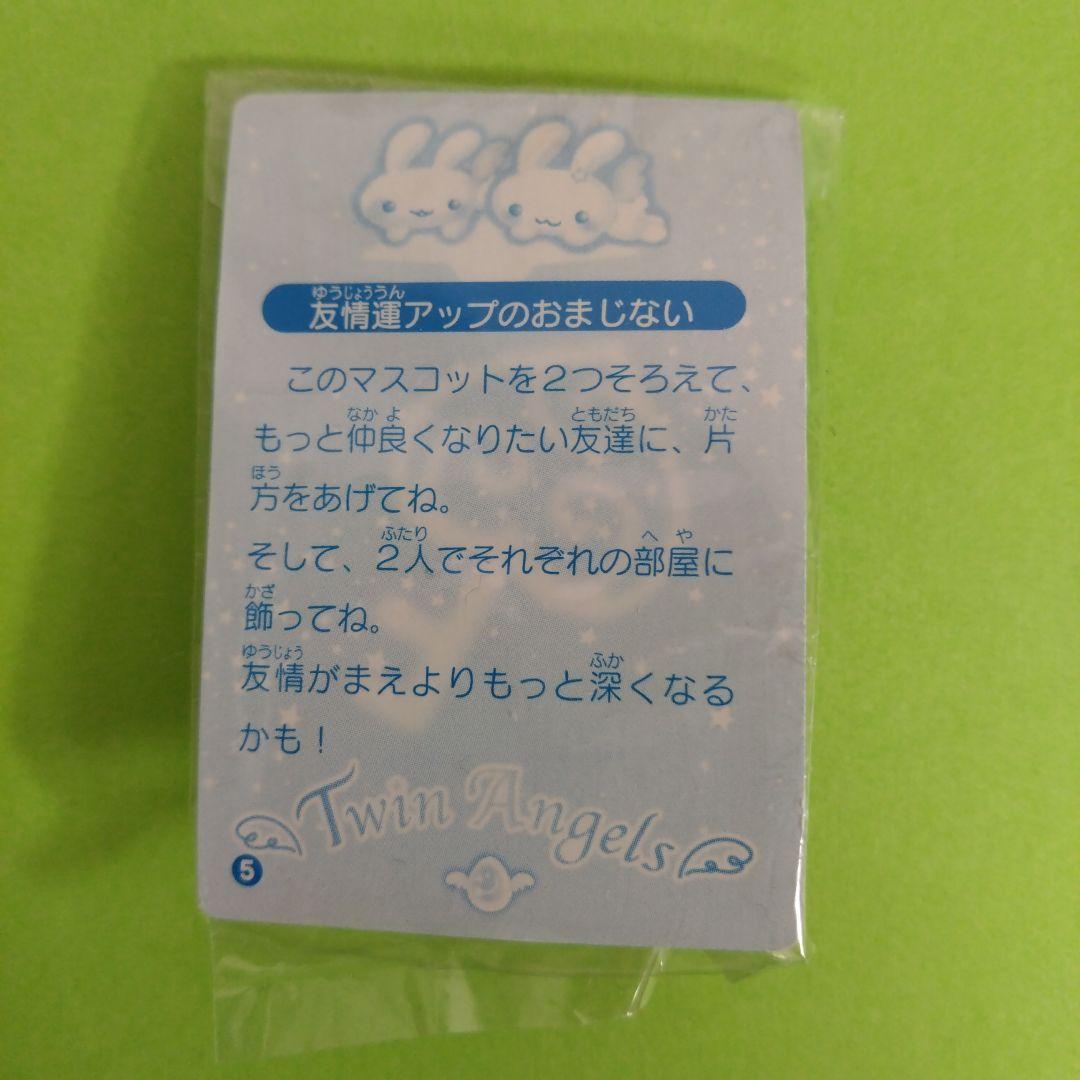 友情運アップのおまじない
このマスコットを2つそろえて、
もっと仲良くなりたい友達に、片
方をあげてね。
そして、2人でそれぞれの部屋に
飾ってね。
友情がまえよりもっと深くなる
かも！
Twin Angels
5